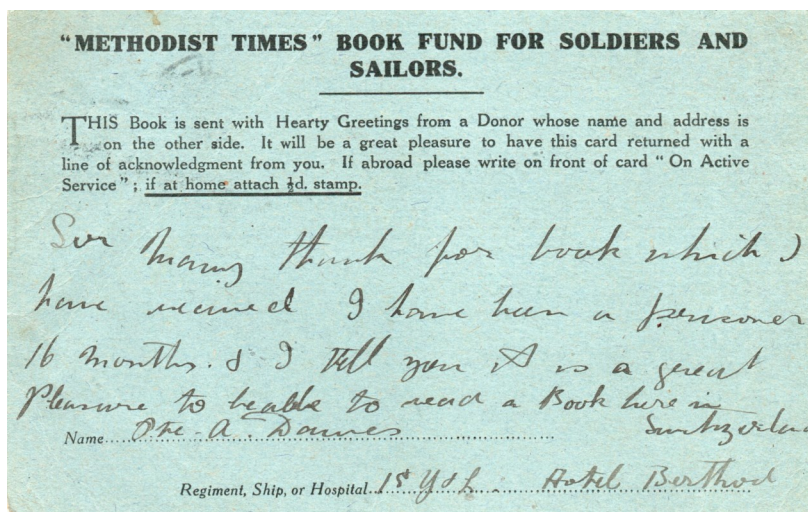 "METHODIST TIMES" BOOK FUND FOR SOLDIERS AND
SAILORS.
THIS Book is sent with Hearty Greetings from a Donor whose name and address is
on the other side. It will be a great pleasure to have this card returned with a
line of acknowledgment from you. If abroad please write on front of card "On Active
Service"; if at home attach ½d. stamp.
Sir Many thank for book which I
have received I have been a prisoner
16 months. & I tell you it is a great
Pleasure to beable to read a Book here in
Name Pte A. Dawes Switzerland
Regiment, Ship, or Hospital 1st Y & L. Hotel Berthod